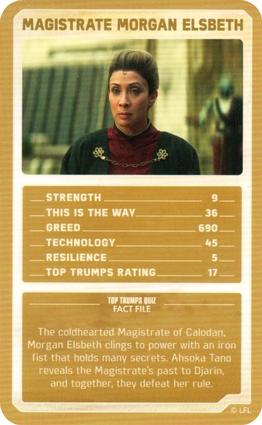 MAGISTRATE MORGAN ELSBETH
STRENGTH 9
THIS IS THE WAY 36
GREED 690
TECHNOLOGY 45
RESILIENCE 5
TOP TRUMPS RATING 17
TOP TRUMPS QUIZ
FACT FILE
The coldhearted Magistrate of Calodan,
Morgan Elsbeth clings to power with an iron
fist that holds many secrets. Ahsoka Tano
reveals the Magistrate's past to Djarin,
and together, they defeat her rule.
© LFL